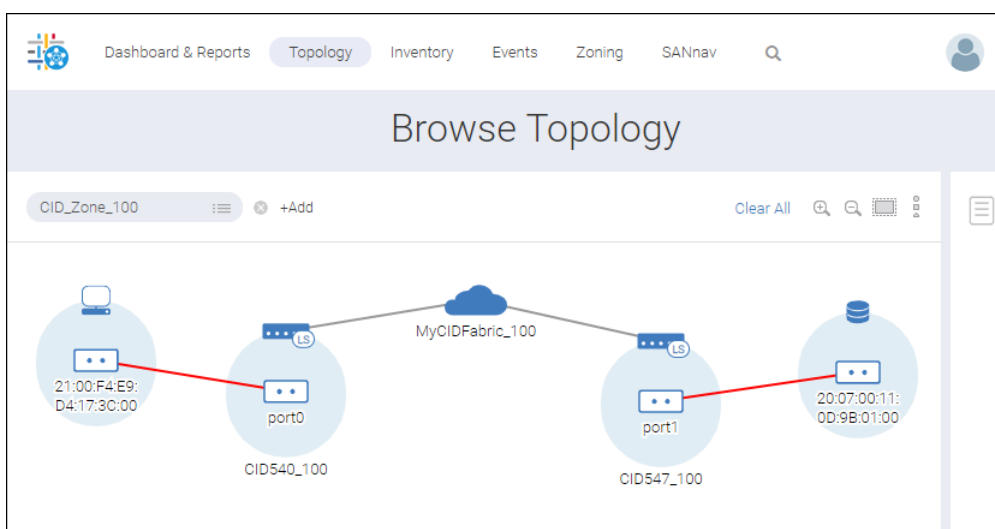 Dashboard & Reports Topology Inventory Events Zoning SANnav
Browse Topology
CID_Zone_100 +Add Clear All
LS
MyCIDFabric_100
LS
21:00:F4:E9:
D4:17:3C:00
port0
port1
20:07:00:11:
0D:9B:01:00
CID540_100
CID547_100